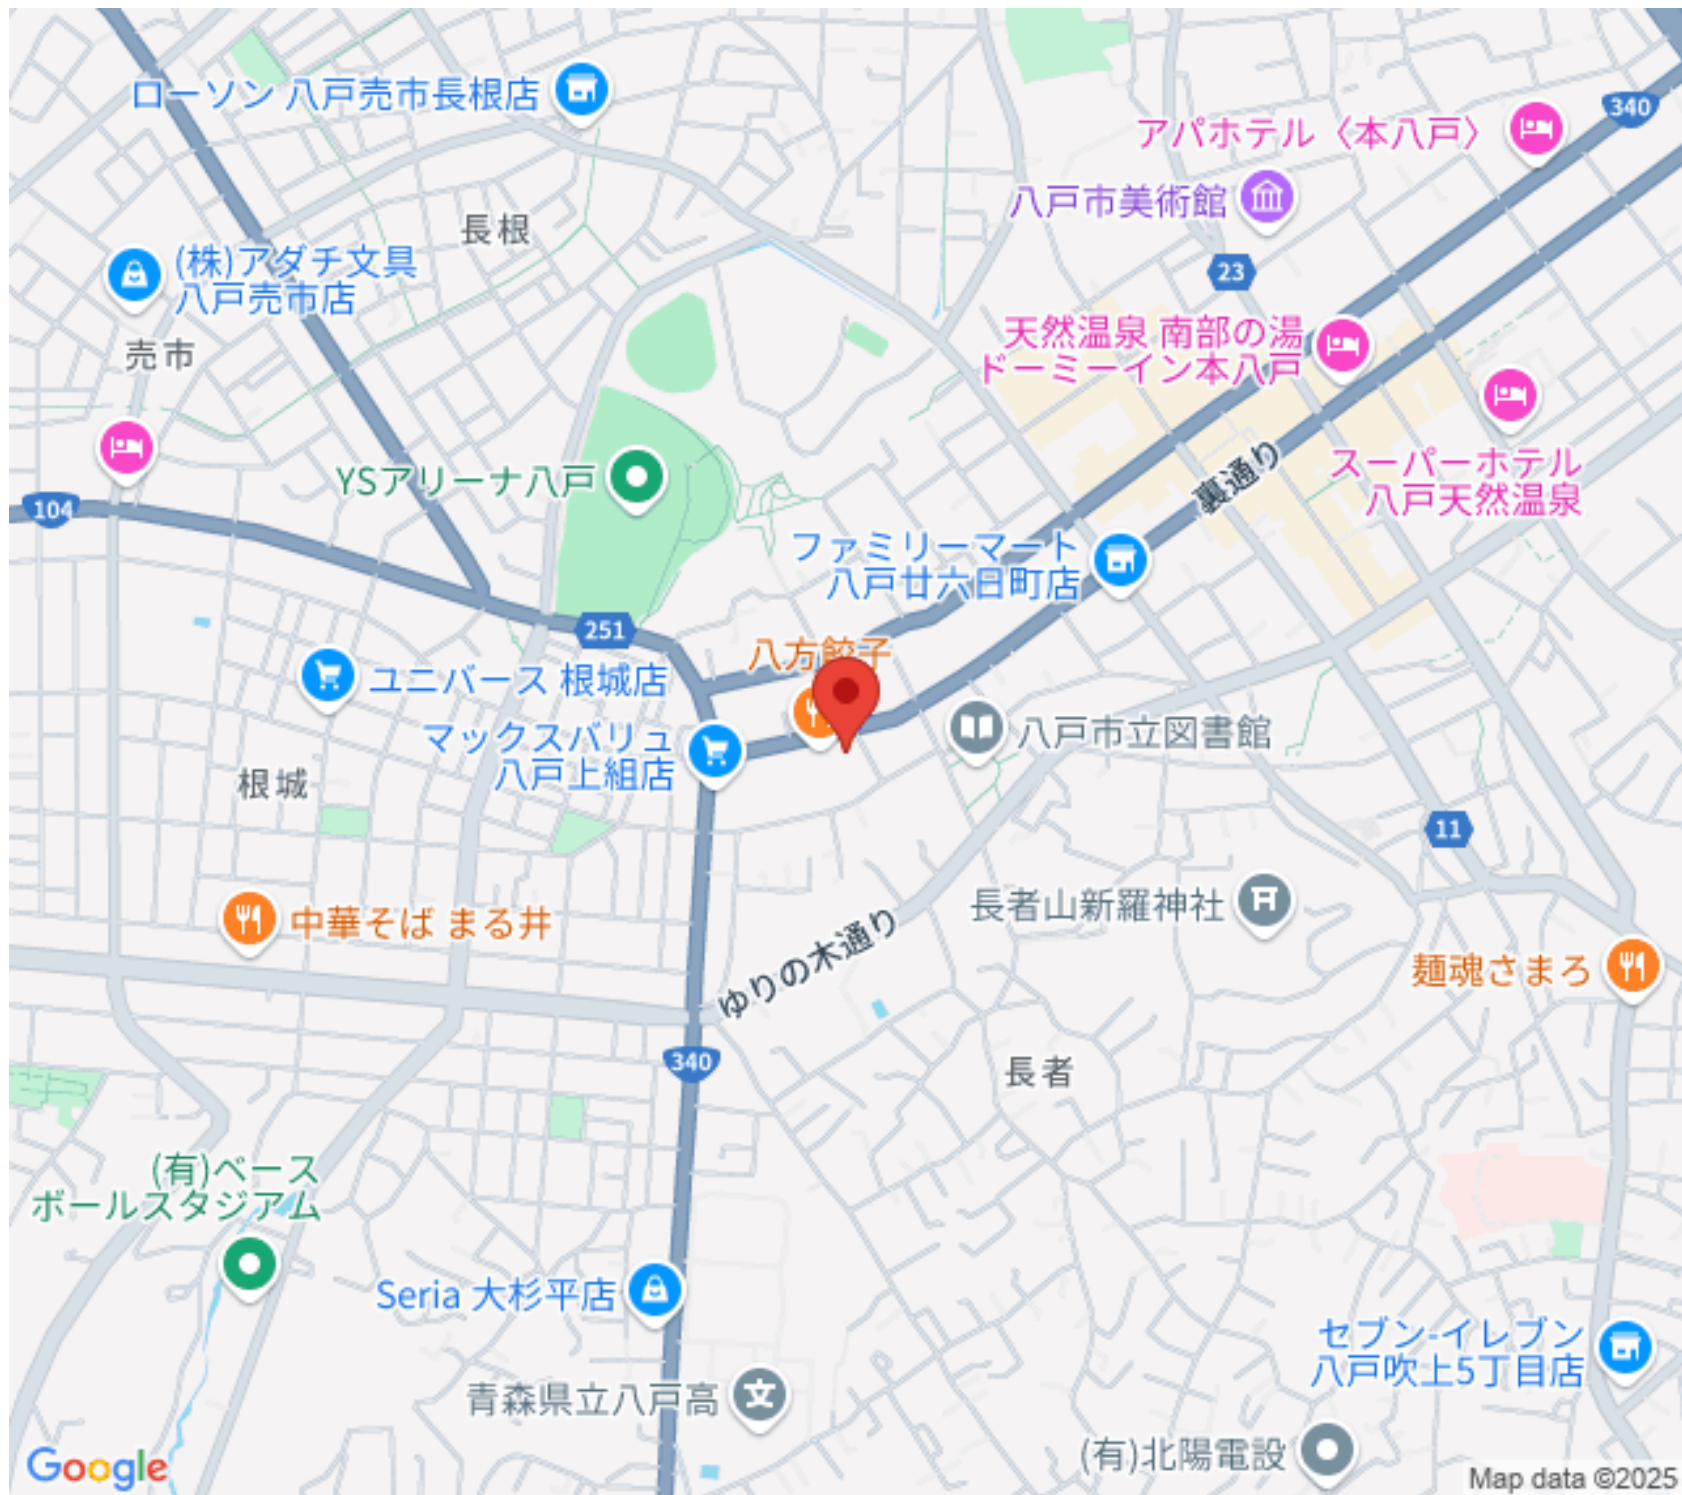 ローソン 八戸売市長根店
340
アパホテル〈本八戸〉
八戸市美術館
長根
(株)アダチ文具
八戸売市店
23
売市
天然温泉 南部の湯
ドーミーイン本八戸
スーパーホテル
八戸天然温泉
YSアリーナ八戸
裏通り
104
ファミリーマート
八戸廿六日町店
251
八方餃子
ユニバース 根城店
マックスバリュ
八戸上組店
八戸市立図書館
根城
11
長者山新羅神社
中華そば まる井
ゆりの木通り
麺魂さまろ
340
長者
(有)ベース
ボールスタジアム
Seria 大杉平店
セブン-イレブン
八戸吹上5丁目店
青森県立八戸高
文
(有)北陽電設
Google
Map data ©2025